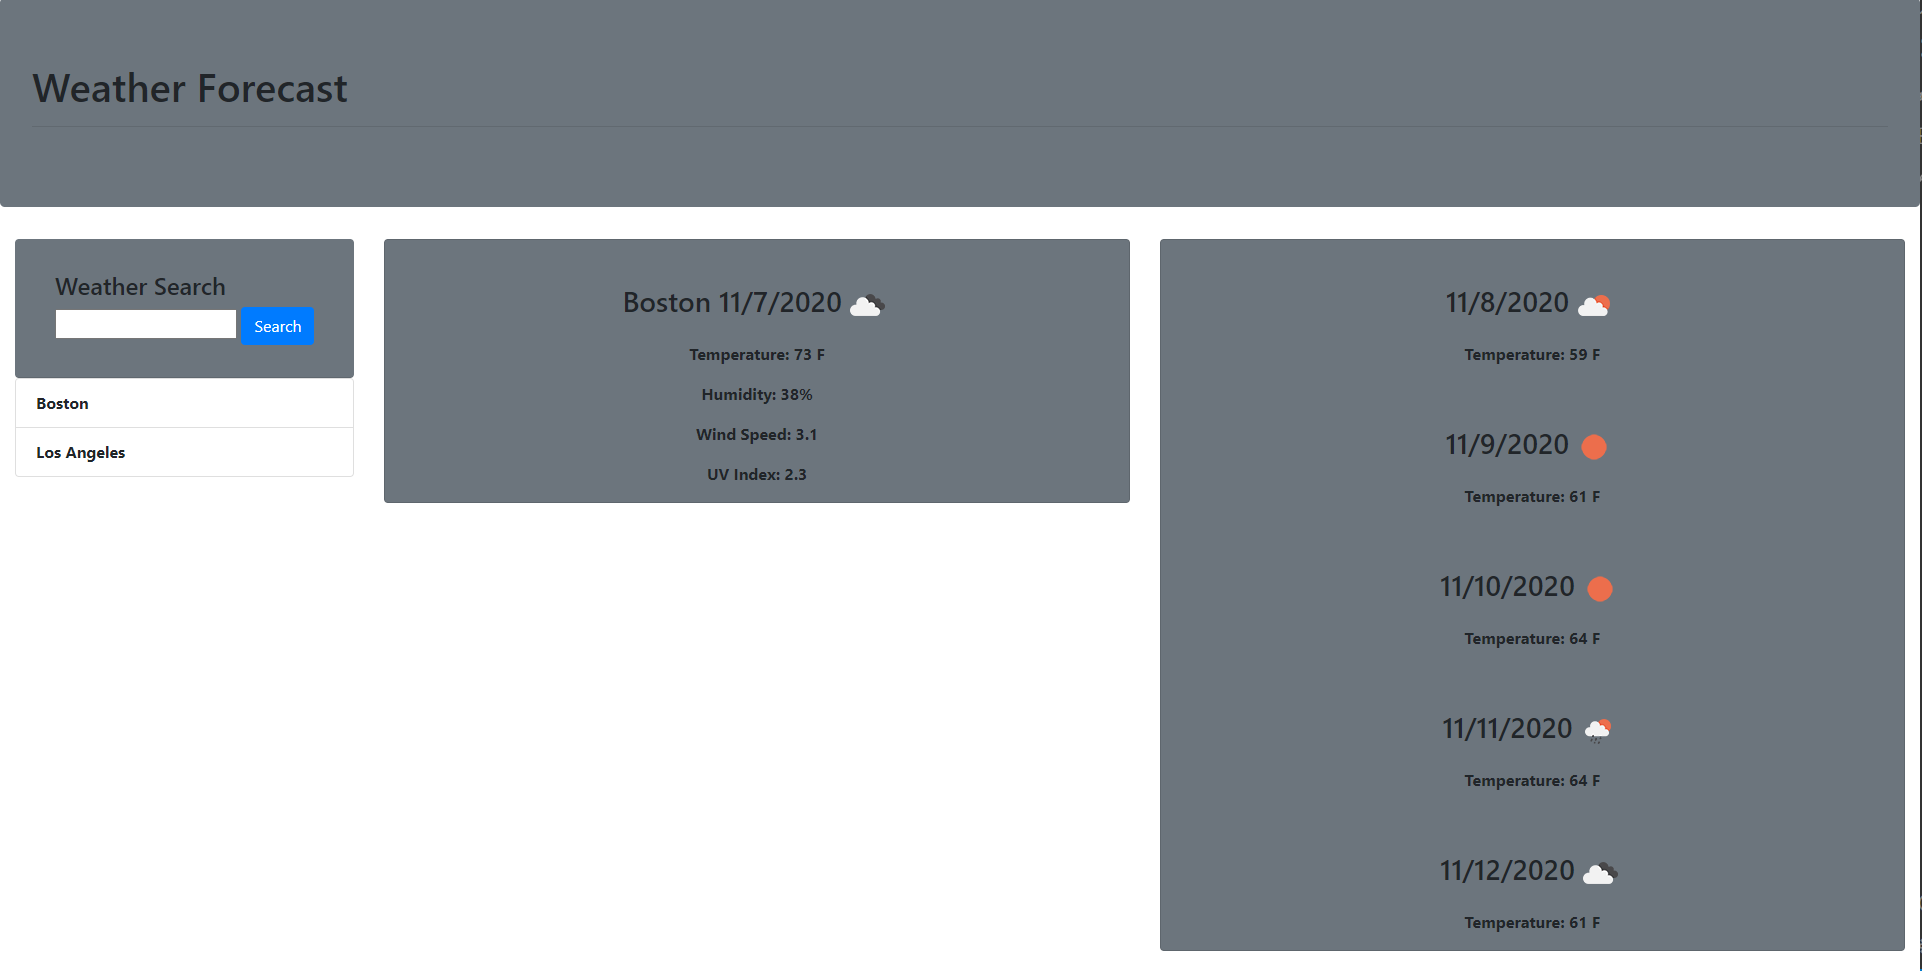 Weather Forecast
Weather Search
Search
Boston
Los Angeles
Boston 11/7/2020
Temperature: 73 F
Humidity: 38%
Wind Speed: 3.1
UV Index: 2.3
11/8/2020
Temperature: 59 F
11/9/2020
Temperature: 61 F
11/10/2020
Temperature: 64 F
11/11/2020
Temperature: 64 F
11/12/2020
Temperature: 61 F